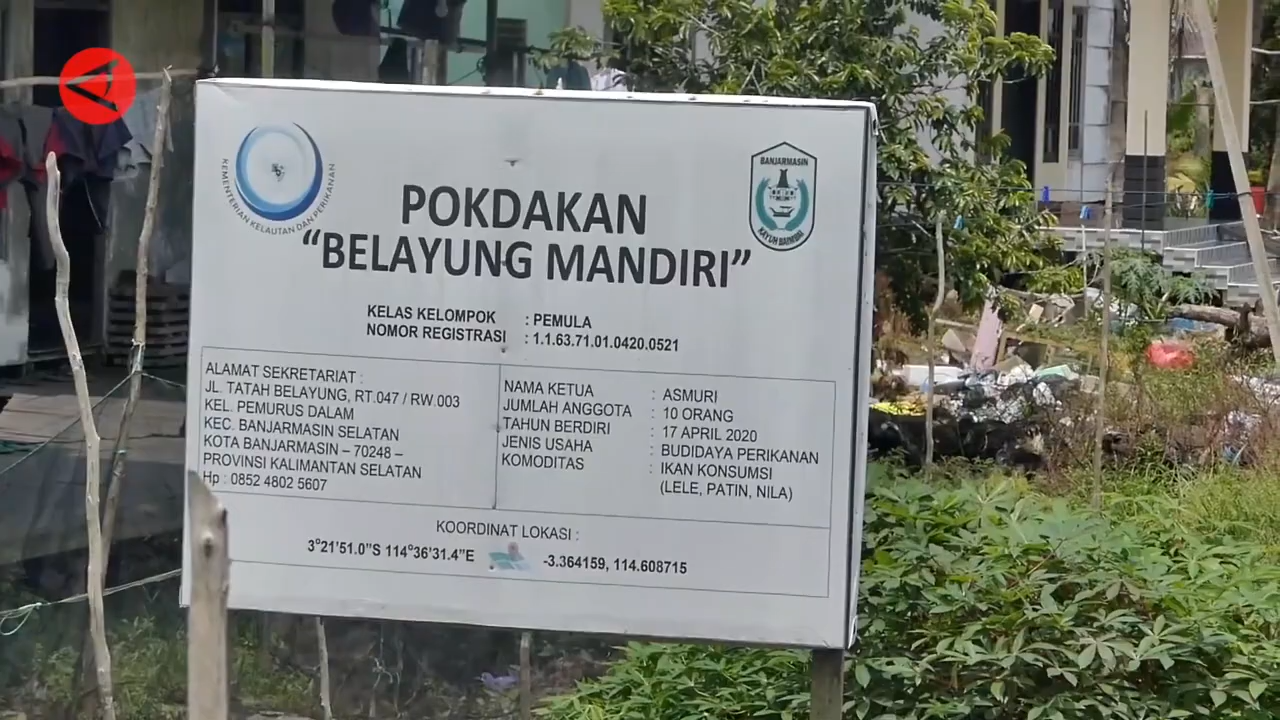 KEMENTERIAN KELAUTAN DAN PERIKANAN
BANJARMASIN
KAYUH BAIMBAI
POKDAKAN
“BELAYUNG MANDIRI”
KELAS KELOMPOK : PEMULA
NOMOR REGISTRASI : 1.1.63.71.01.0420.0521
ALAMAT SEKRETARIAT :
JL. TATAH BELAYUNG, RT.047 / RW.003
KEL. PEMURUS DALAM
KEC. BANJARMASIN SELATAN
KOTA BANJARMASIN – 70248 –
PROVINSI KALIMANTAN SELATAN
Hp : 0852 4802 5607
NAMA KETUA : ASMURI
JUMLAH ANGGOTA : 10 ORANG
TAHUN BERDIRI : 17 APRIL 2020
JENIS USAHA : BUDIDAYA PERIKANAN
KOMODITAS : IKAN KONSUMSI
(LELE, PATIN, NILA)
KOORDINAT LOKASI :
3°21’51.0”S 114°36’31.4”E -3.364159, 114.608715